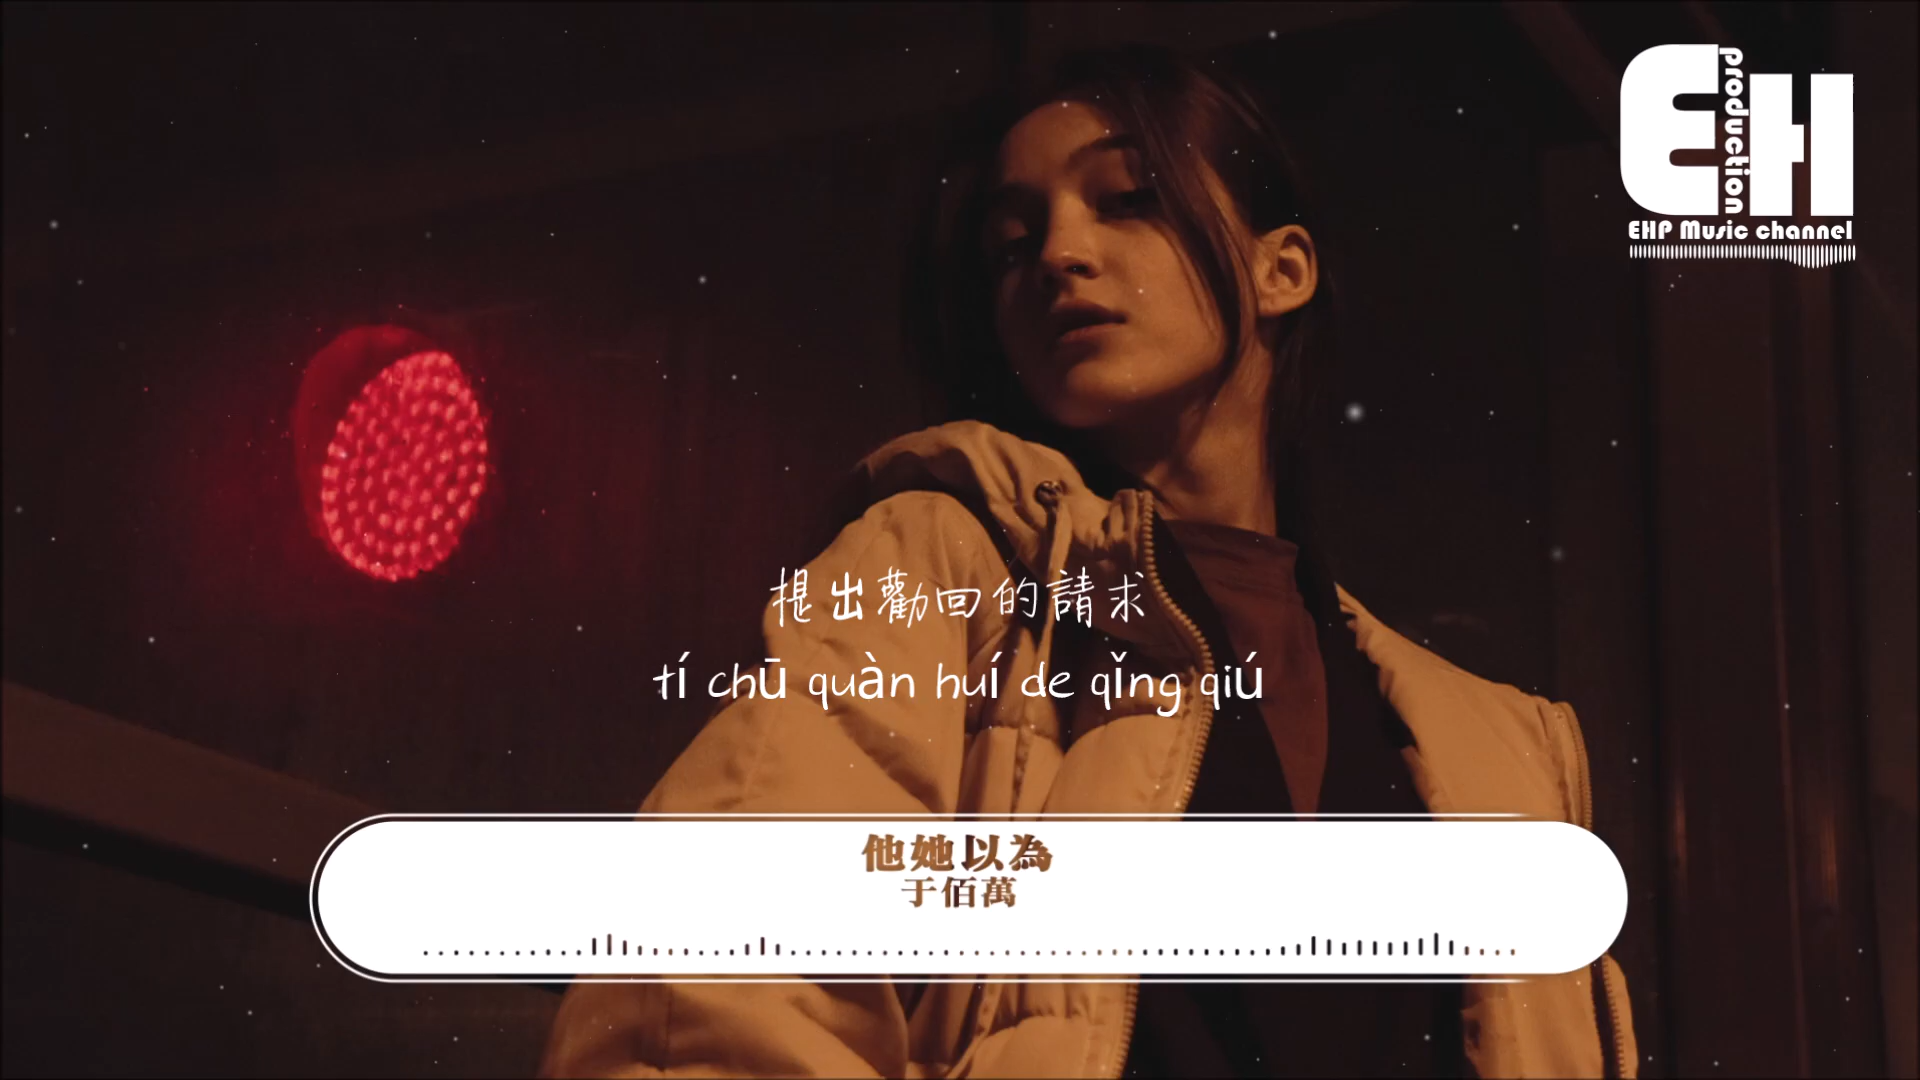 EH
production
EHP Music channel
提出勸回的請求
tí chū quàn huí de qǐng qiú
他她以為
于佰萬